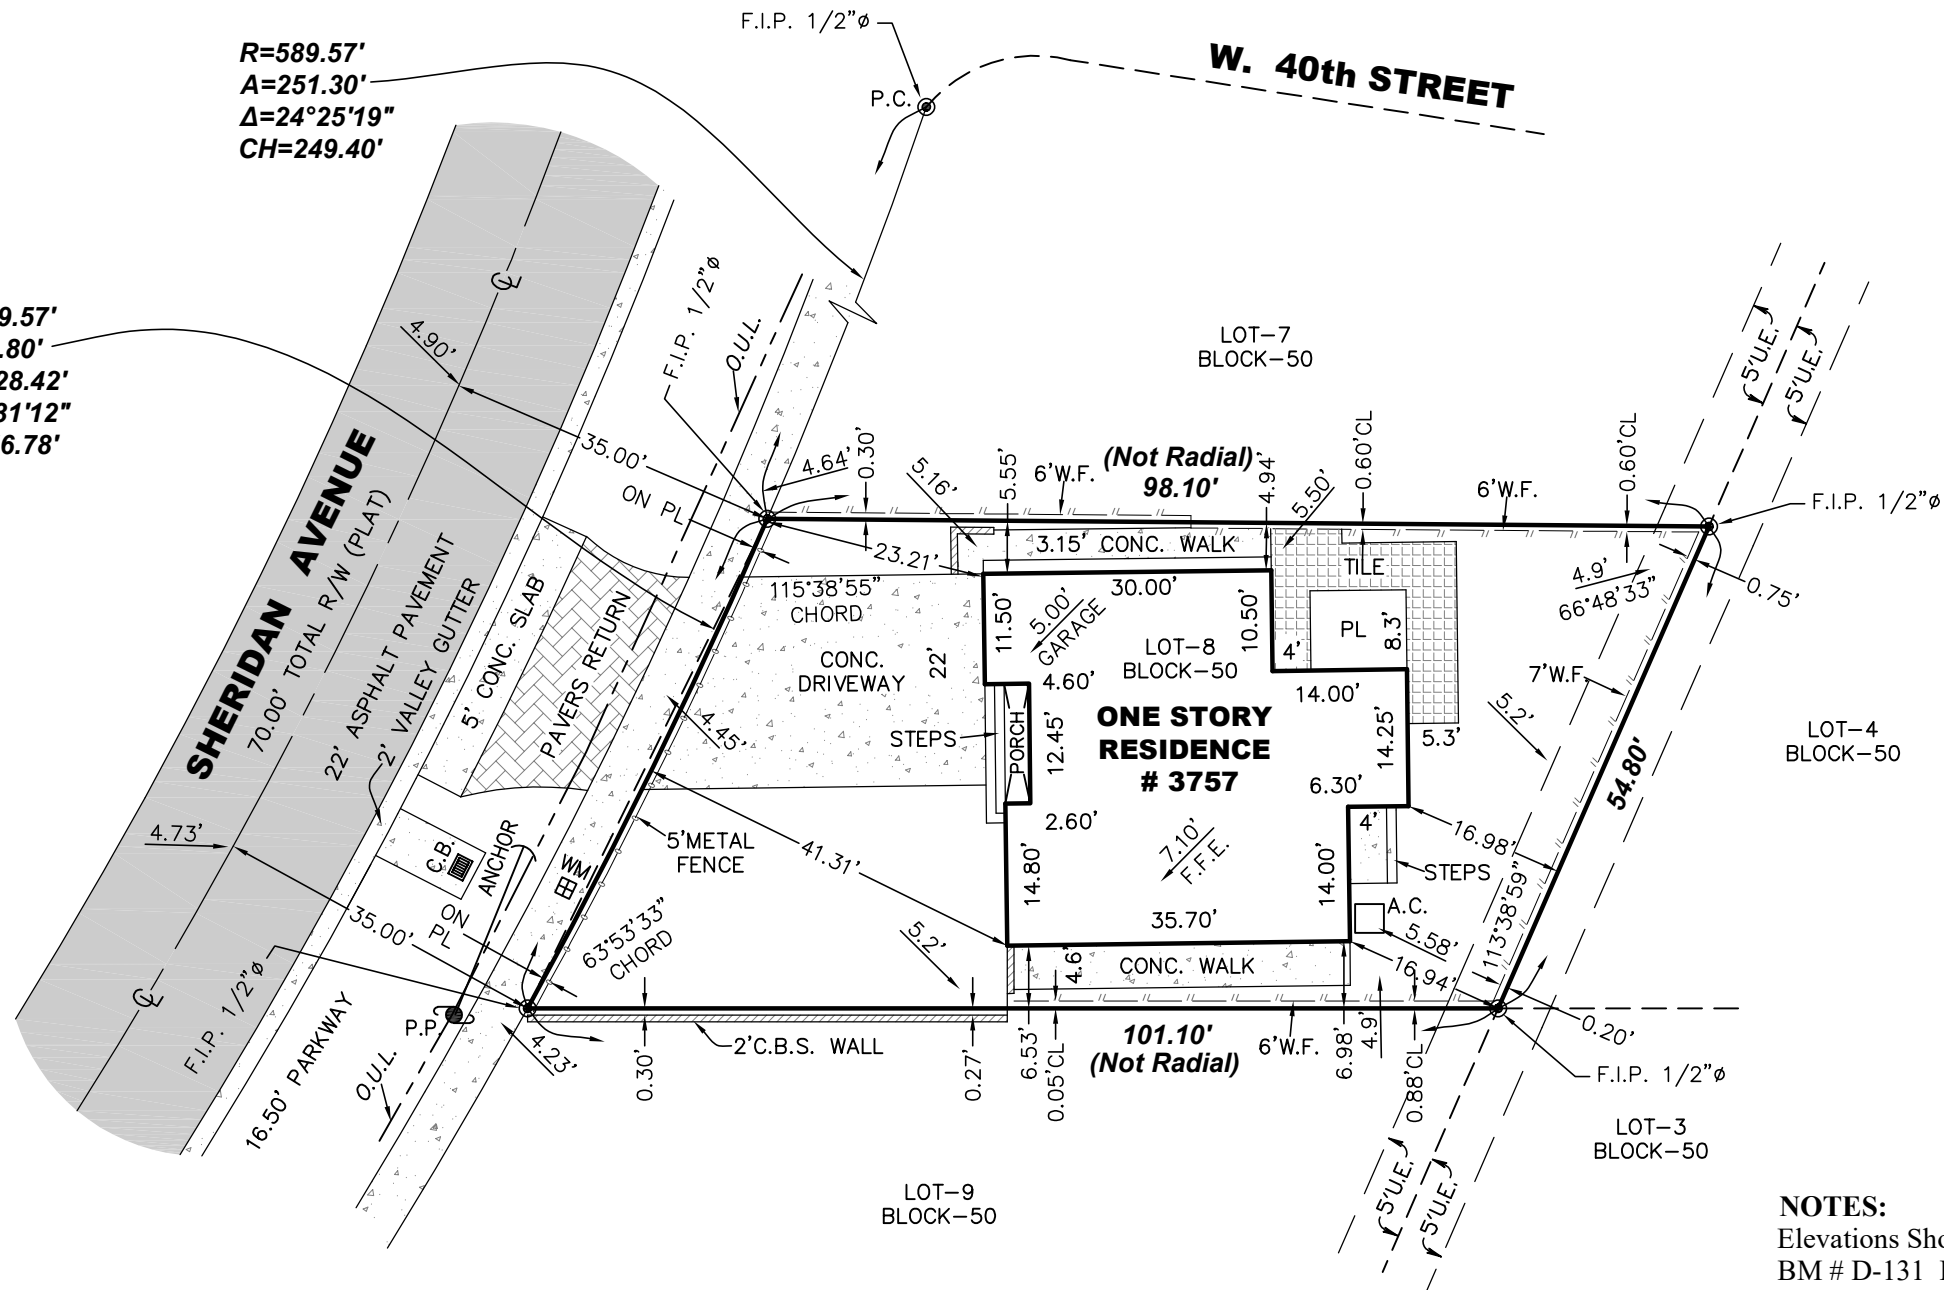 F.I.P. 1/2"ø
R=589.57'
A=251.30'
Δ=24°25'19"
CH=249.40'
W. 40th STREET
P.C.
9.57'
.80'
28.42'
31'12"
6.78'
F.I.P. 1/2"ø
O.U.L.
4.90'
35.00'
ON PL
LOT-7
BLOCK-50
5'U.E.
5'U.E.
4.64'
0.30'
5.16'
5.55'
6'W.F.
(Not Radial)
98.10'
4.94'
5.50'
0.60'CL
6'W.F.
0.60'CL
F.I.P. 1/2"ø
SHERIDAN AVENUE
70.00' TOTAL R/W (PLAT)
22' ASPHALT PAVEMENT
2' VALLEY GUTTER
5' CONC. SLAB
PAVERS RETURN
23.21'
3.15' CONC. WALK
TILE
4.9'
66°48'33"
0.75'
115°38'55"
CHORD
30.00'
11.50'
5.00'
GARAGE
10.50'
PL
8.3'
4'
CONC.
DRIVEWAY
22'
LOT-8
BLOCK-50
4.60'
14.00'
7'W.F.
5.2'
4.45'
STEPS
PORCH
12.45'
ONE STORY
RESIDENCE
# 3757
14.25'
5.3'
LOT-4
BLOCK-50
54.80'
6.30'
2.60'
4'
16.98'
4.73'
C.B.
ANCHOR
WM
5'METAL
FENCE
41.31'
14.80'
7.10'
F.F.E.
14.00'
STEPS
A.C.
5.58'
113°38'59"
35.00'
ON
PL
63°53'33"
CHORD
5.2'
35.70'
4.6'
CONC. WALK
16.94'
F.I.P. 1/2"ø
P.P.
16.50' PARKWAY
O.U.L.
4.23'
0.30'
2'C.B.S. WALL
0.27'
6.53'
0.05'CL
101.10'
(Not Radial)
6'W.F.
6.98'
4.9'
0.88'CL
0.20'
F.I.P. 1/2"ø
LOT-3
BLOCK-50
5'U.E.
5'U.E.
LOT-9
BLOCK-50
NOTES:
Elevations Sho
BM # D-131